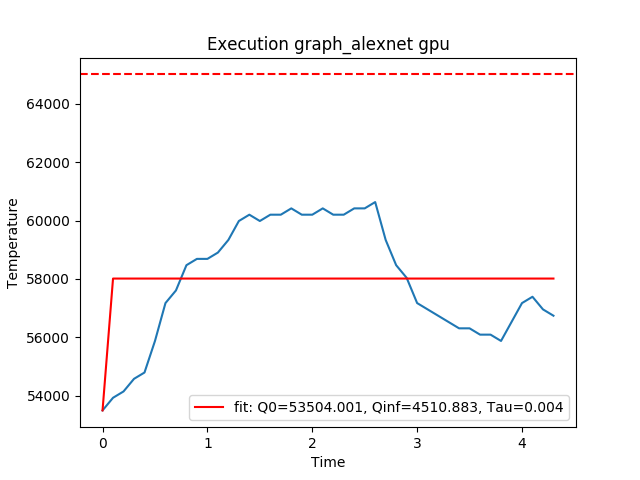 Execution graph_alexnet gpu
Temperature
64000
62000
60000
58000
56000
54000
fit: Q0=53504.001, Qinf=4510.883, Tau=0.004
0 1 2 3 4
Time